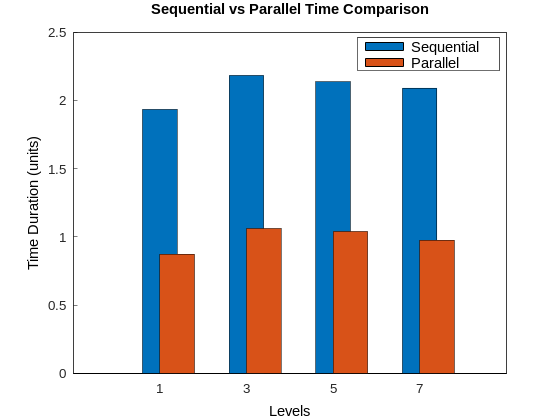 Sequential vs Parallel Time Comparison
Sequential
Parallel
2.5
2
1.5
1
0.5
0
Time Duration (units)
1 3 5 7
Levels